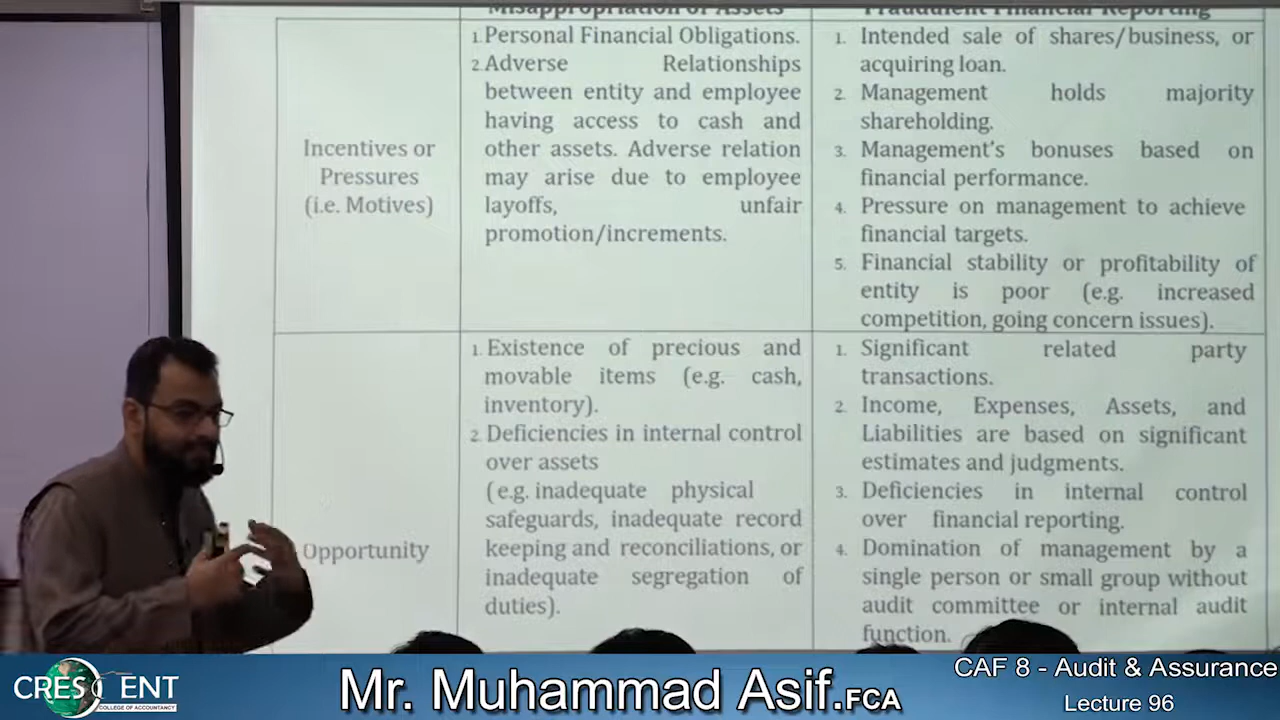 Misappropriation of Assets
Fraudulent Financial Reporting
Incentives or
Pressures
(i.e. Motives)
1. Personal Financial Obligations.
2. Adverse Relationships
between entity and employee
having access to cash and
other assets. Adverse relation
may arise due to employee
layoffs, unfair
promotion/increments.
1. Intended sale of shares/business, or
acquiring loan.
2. Management holds majority
shareholding.
3. Management's bonuses based on
financial performance.
4. Pressure on management to achieve
financial targets.
5. Financial stability or profitability of
entity is poor (e.g. increased
competition, going concern issues).
Opportunity
1. Existence of precious and
movable items (e.g. cash,
inventory).
2. Deficiencies in internal control
over assets
(e.g. inadequate physical
safeguards, inadequate record
keeping and reconciliations, or
inadequate segregation of
duties).
1. Significant related party
transactions.
2. Income, Expenses, Assets, and
Liabilities are based on significant
estimates and judgments.
3. Deficiencies in internal control
over financial reporting.
4. Domination of management by a
single person or small group without
audit committee or internal audit
function.
CRESCENT
COLLEGE OF ACCOUNTANCY
Mr. Muhammad Asif.FCA
CAF 8 - Audit & Assurance
Lecture 96